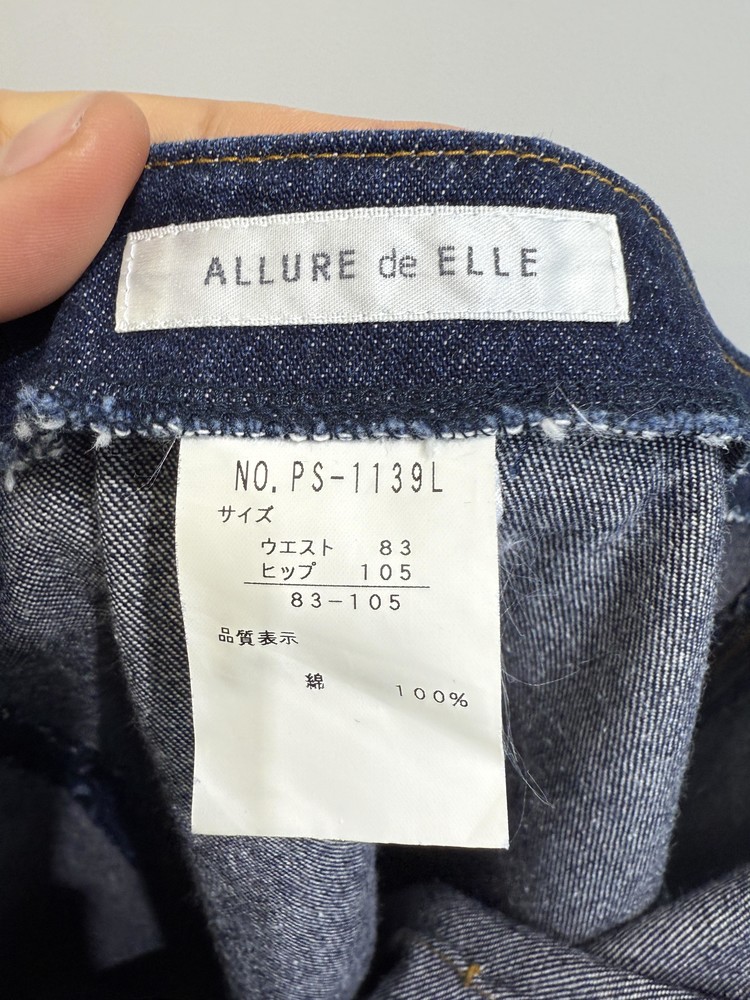 ALLURE de ELLE
NO. PS-1139L
サイズ
ウエスト 83
ヒップ 105
83-105
品質表示
綿 100%